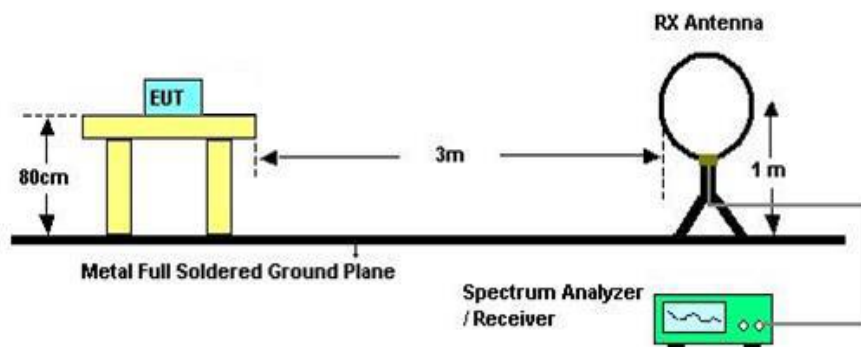 RX Antenna
EUT
80cm
3m
1 m
Metal Full Soldered Ground Plane
Spectrum Analyzer
/ Receiver